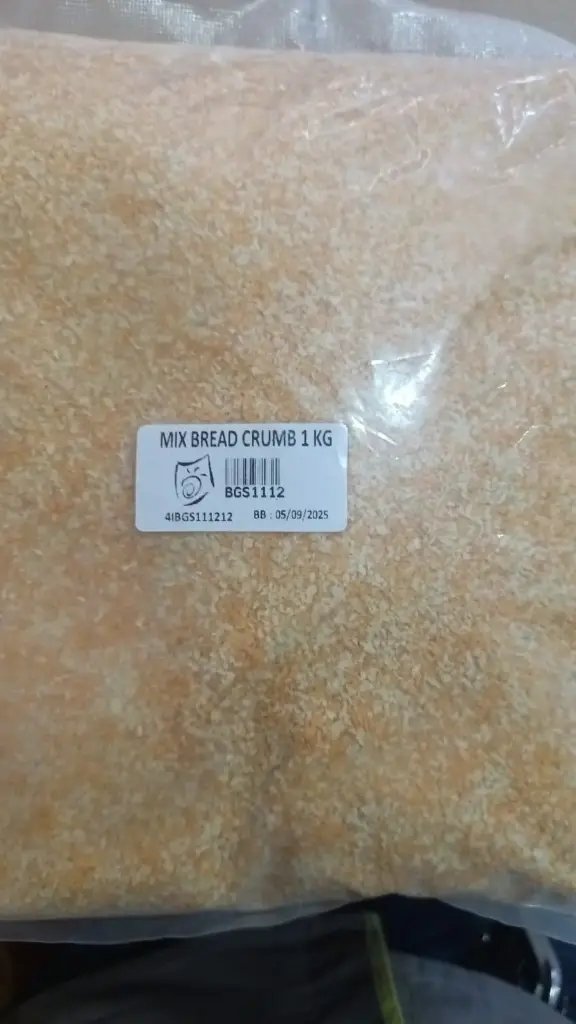 MIX BREAD CRUMB 1 KG
BGS1112
4IBGS111212 BB : 05/09/2025